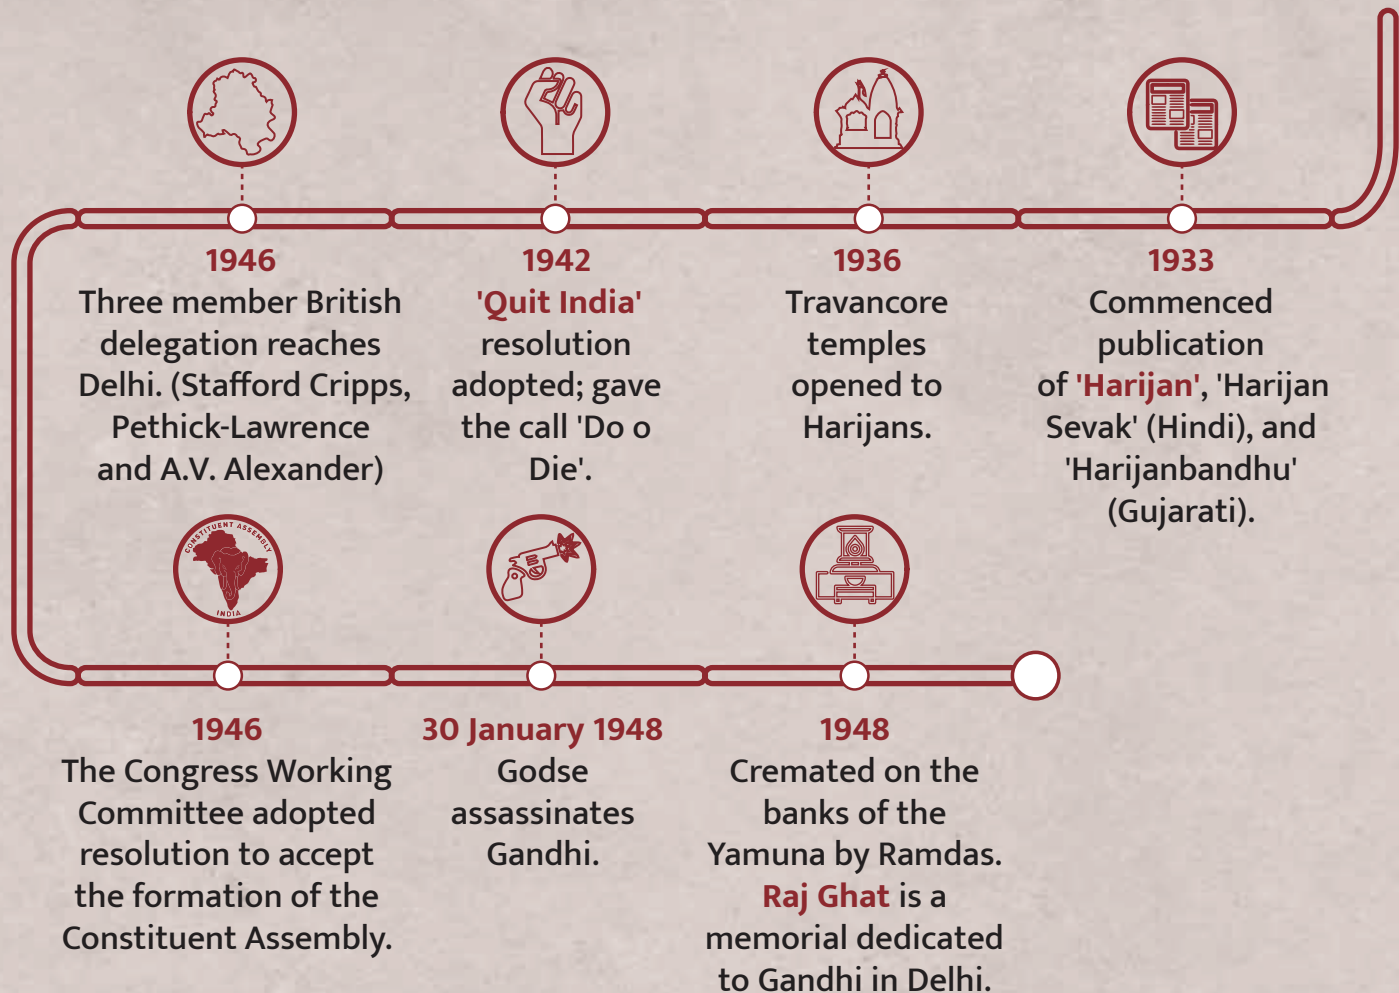 1946
Three member British
delegation reaches
Delhi. (Stafford Cripps,
Pethick-Lawrence
and A.V. Alexander)
1942
'Quit India'
resolution
adopted; gave
the call 'Do o
Die'.
1936
Travancore
temples
opened to
Harijans.
1933
Commenced
publication
of 'Harijan', 'Harijan
Sevak' (Hindi), and
'Harijanbandhu'
(Gujarati).
CONSTITUENT ASSEMBLY
INDIA
1946
The Congress Working
Committee adopted
resolution to accept
the formation of the
Constituent Assembly.
30 January 1948
Godse
assassinates
Gandhi.
1948
Cremated on the
banks of the
Yamuna by Ramdas.
Raj Ghat is a
memorial dedicated
to Gandhi in Delhi.